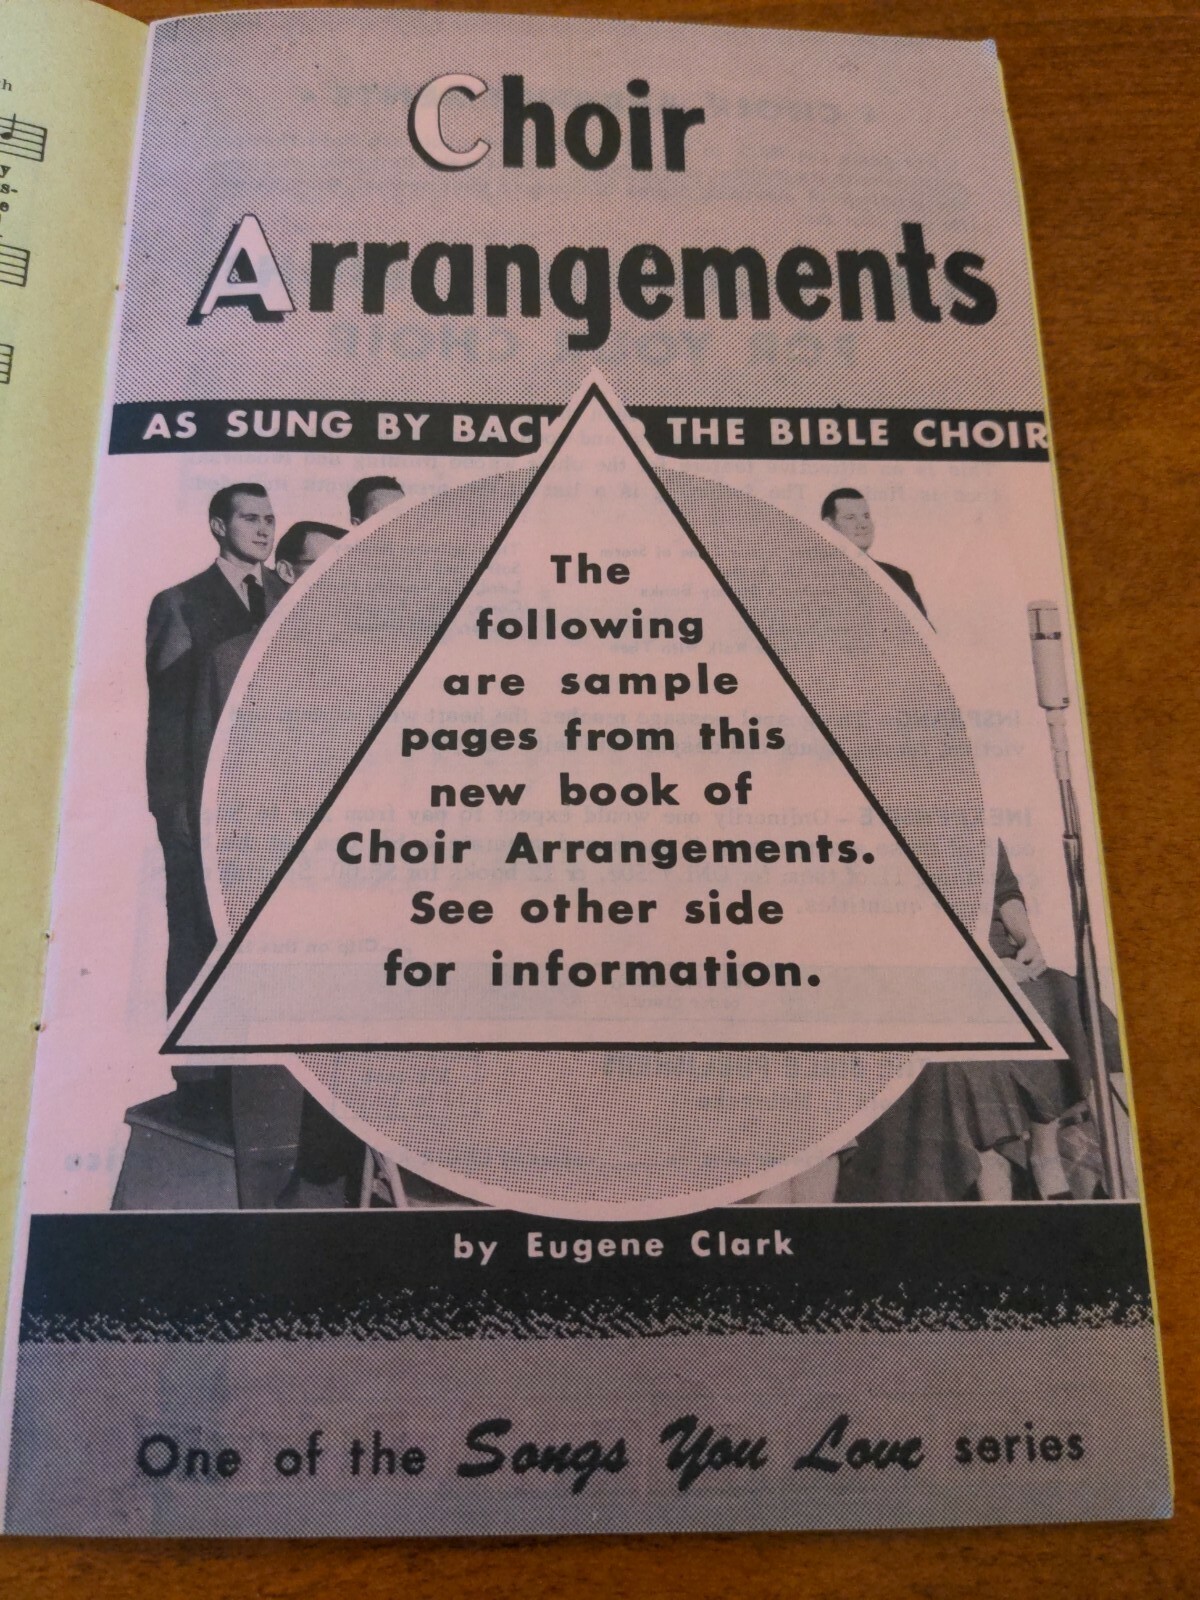 Choir
Arrangements
AS SUNG BY BACK THE BIBLE CHOIR
The
following
are sample
pages from this
new book of
Choir Arrangements.
See other side
for information.
by Eugene Clark
One of the Songs You Love series